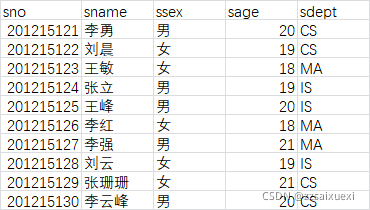 sno sname ssex sage sdept
201215121 李勇 男 20 CS
201215122 刘晨 女 19 CS
201215123 王敏 女 18 MA
201215124 张立 男 19 IS
201215125 王峰 男 20 IS
201215126 李红 女 18 MA
201215127 李强 男 21 MA
201215128 刘云 女 19 IS
201215129 张珊珊 女 21 CS
201215130 李云峰 男 20 CS